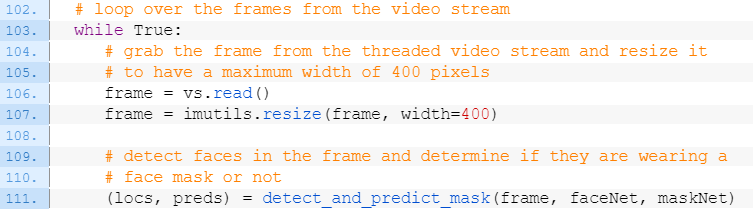 102. # loop over the frames from the video stream
103. while True:
104.    # grab the frame from the threaded video stream and resize it
105.    # to have a maximum width of 400 pixels
106.    frame = vs.read()
107.    frame = imutils.resize(frame, width=400)
108.
109.    # detect faces in the frame and determine if they are wearing a
110.    # face mask or not
111.    (locs, preds) = detect_and_predict_mask(frame, faceNet, maskNet)